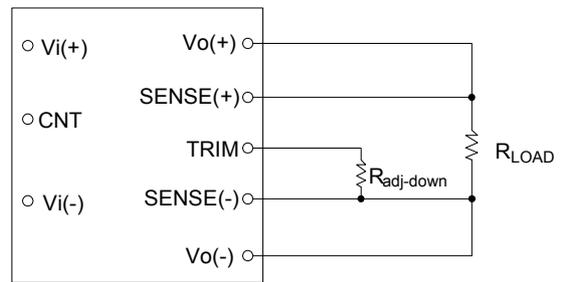 Vi(+)
CNT
Vi(-)
Vo(+)
SENSE(+)
TRIM
SENSE(-)
Vo(-)
Radj-down
RLOAD